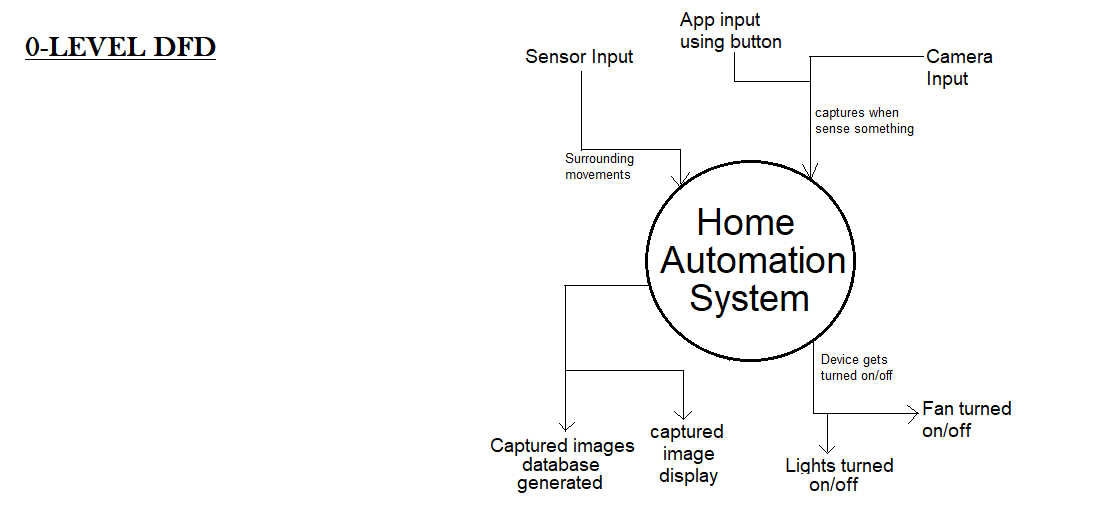 0-LEVEL DFD
App input
using button
Sensor Input
Camera
Input
captures when
sense something
Surrounding
movements
Home
Automation
System
Device gets
turned on/off
Fan turned
on/off
Captured images
database
generated
captured
image
display
Lights turned
on/off